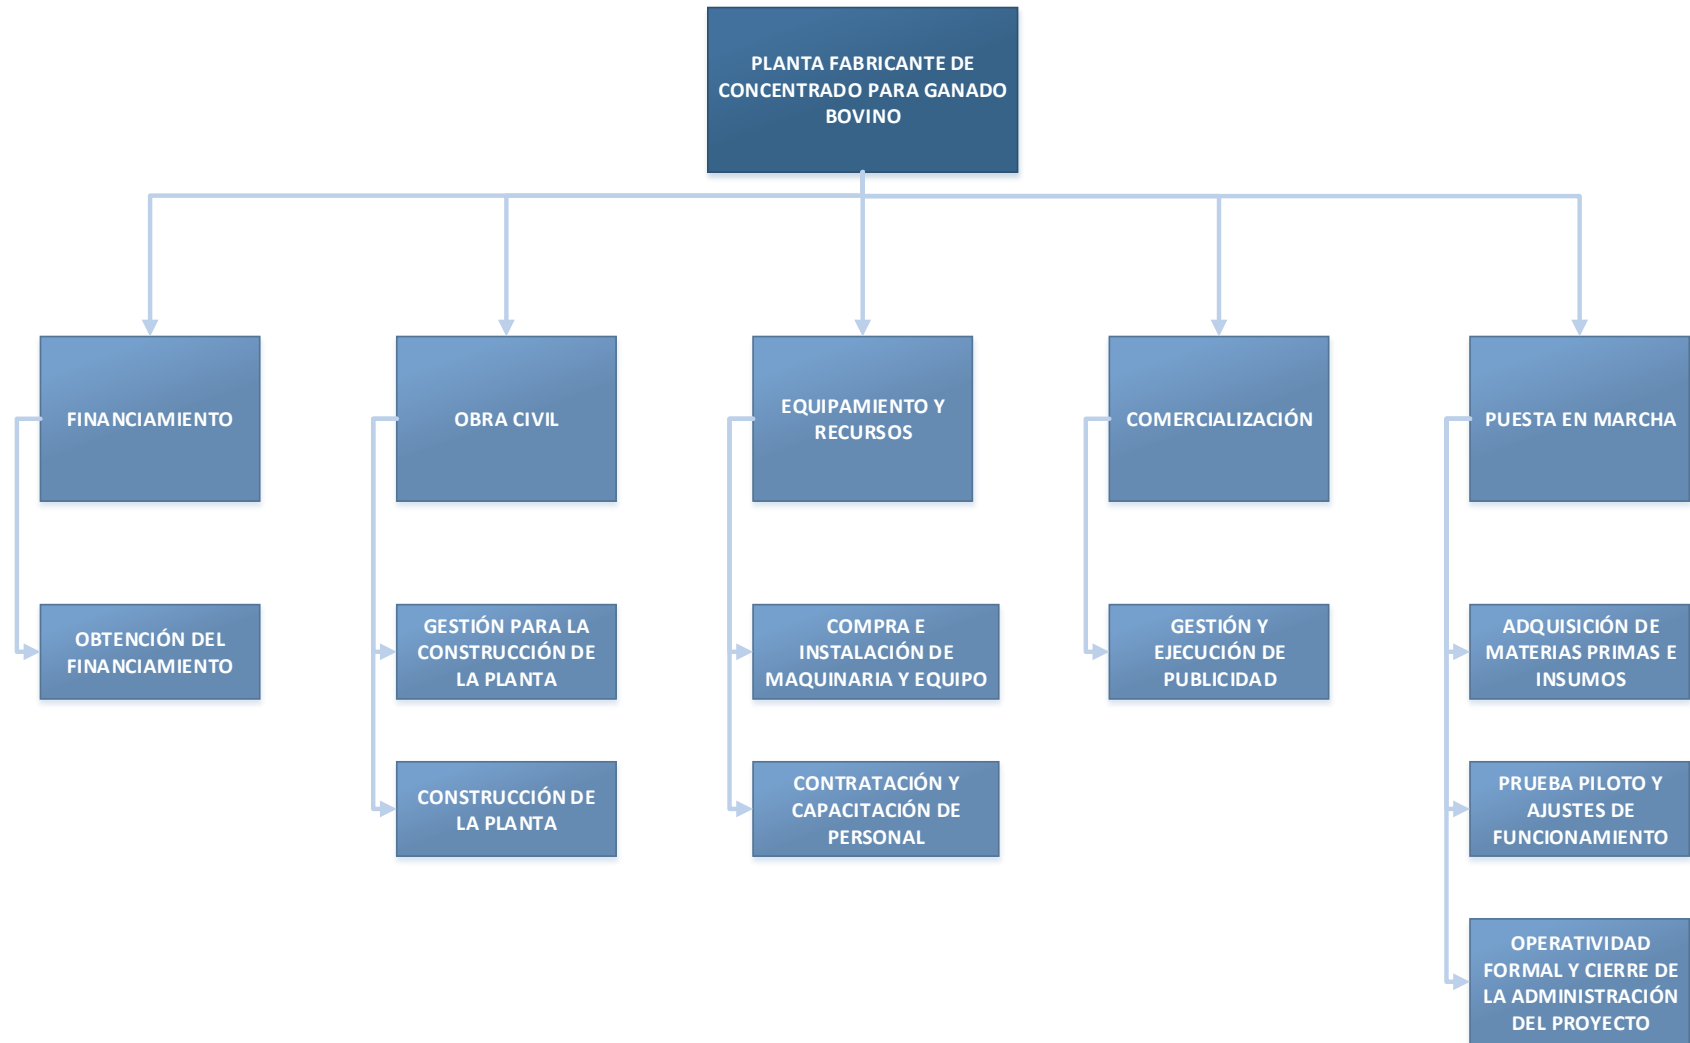 PLANTA FABRICANTE DE
CONCENTRADO PARA GANADO
BOVINO
FINANCIAMIENTO
OBRA CIVIL
EQUIPAMIENTO Y
RECURSOS
COMERCIALIZACIÓN
PUESTA EN MARCHA
OBTENCIÓN DEL
FINANCIAMIENTO
GESTIÓN PARA LA
CONSTRUCCIÓN DE
LA PLANTA
COMPRA E
INSTALACIÓN DE
MAQUINARIA Y EQUIPO
GESTIÓN Y
EJECUCIÓN DE
PUBLICIDAD
ADQUISICIÓN DE
MATERIAS PRIMAS E
INSUMOS
CONSTRUCCIÓN DE
LA PLANTA
CONTRATACIÓN Y
CAPACITACIÓN DE
PERSONAL
PRUEBA PILOTO Y
AJUSTES DE
FUNCIONAMIENTO
OPERATIVIDAD
FORMAL Y CIERRE DE
LA ADMINISTRACIÓN
DEL PROYECTO